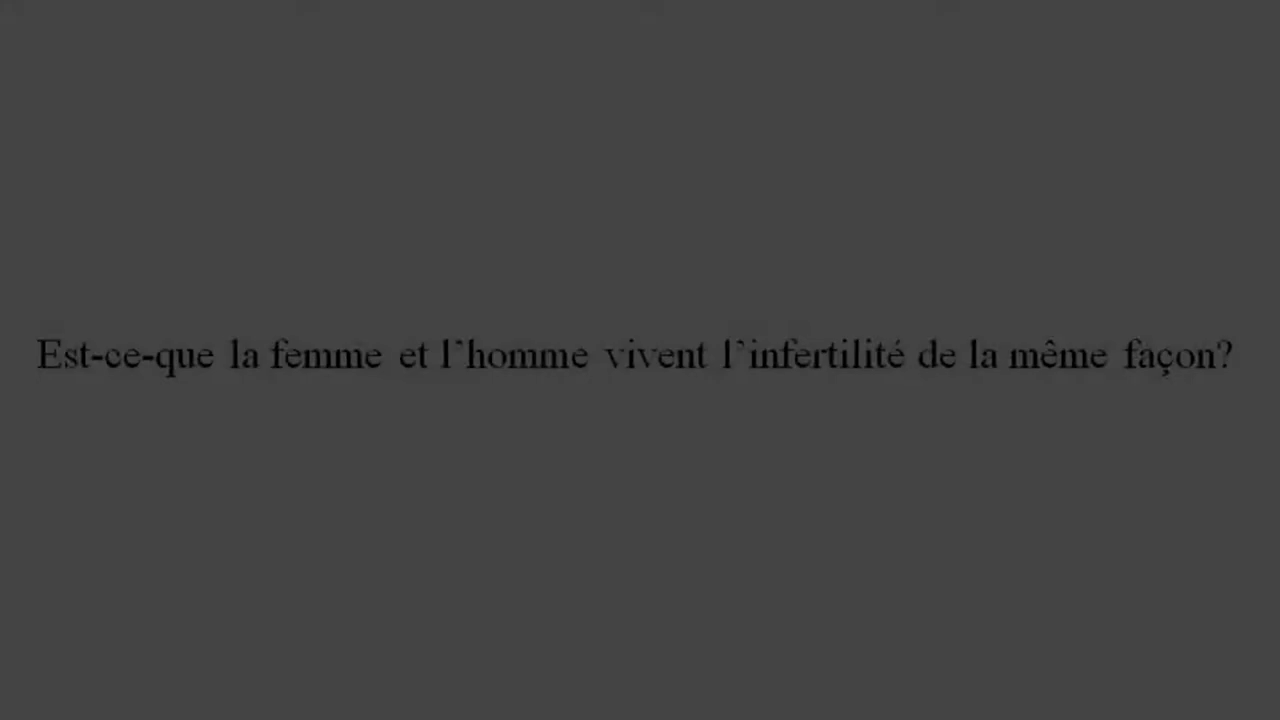 Est-ce-que la femme et l’homme vivent l’infertilité de la même façon?